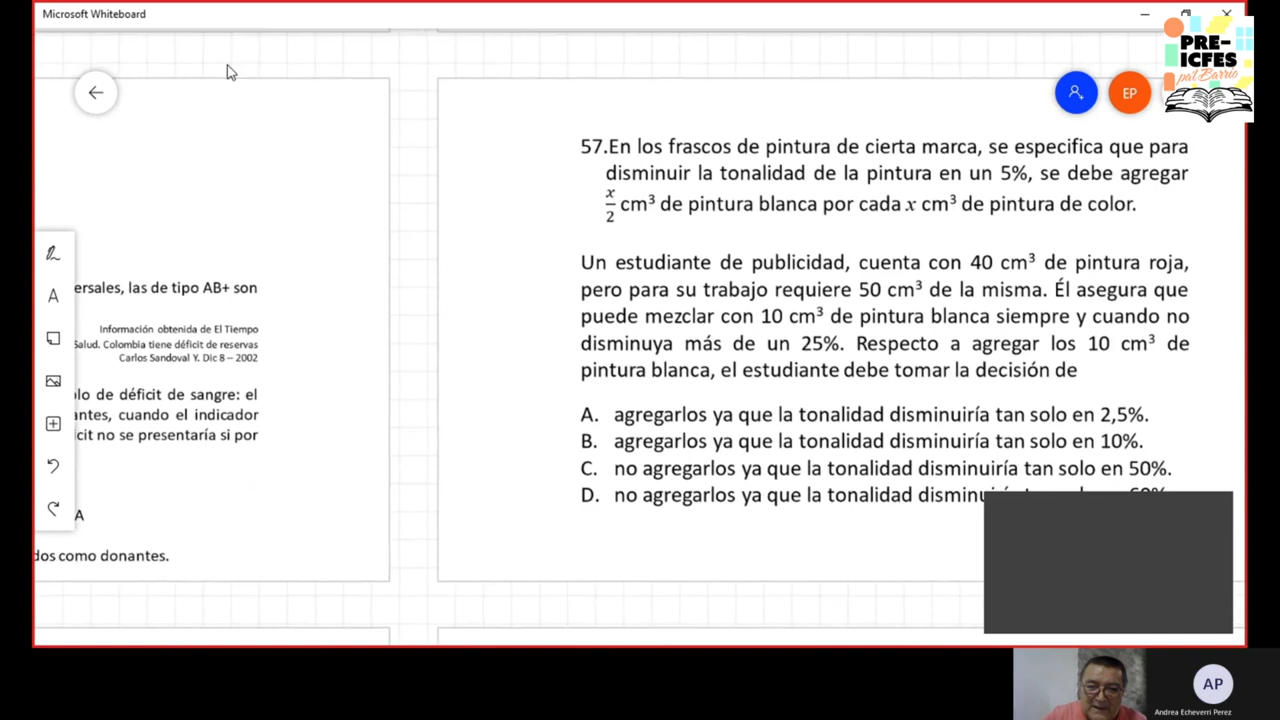 Microsoft Whiteboard
PRE-
ICFES
pal Barrio
EP
57.En los frascos de pintura de cierta marca, se especifica que para
disminuir la tonalidad de la pintura en un 5%, se debe agregar
x/2 cm³ de pintura blanca por cada x cm³ de pintura de color.
Un estudiante de publicidad, cuenta con 40 cm³ de pintura roja,
pero para su trabajo requiere 50 cm³ de la misma. Él asegura que
puede mezclar con 10 cm³ de pintura blanca siempre y cuando no
disminuya más de un 25%. Respecto a agregar los 10 cm³ de
pintura blanca, el estudiante debe tomar la decisión de
A. agregarlos ya que la tonalidad disminuiría tan solo en 2,5%.
B. agregarlos ya que la tonalidad disminuiría tan solo en 10%.
C. no agregarlos ya que la tonalidad disminuiría tan solo en 50%.
D. no agregarlos ya que la tonalidad
ersales, las de tipo AB+ son
Información obtenida de El Tiempo
Salud. Colombia tiene déficit de reservas
Carlos Sandoval Y. Dic 8 – 2002
lo de déficit de sangre: el
antes, cuando el indicador
cit no se presentaría si por
A
dos como donantes.
AP
Andrea Echeverri Perez